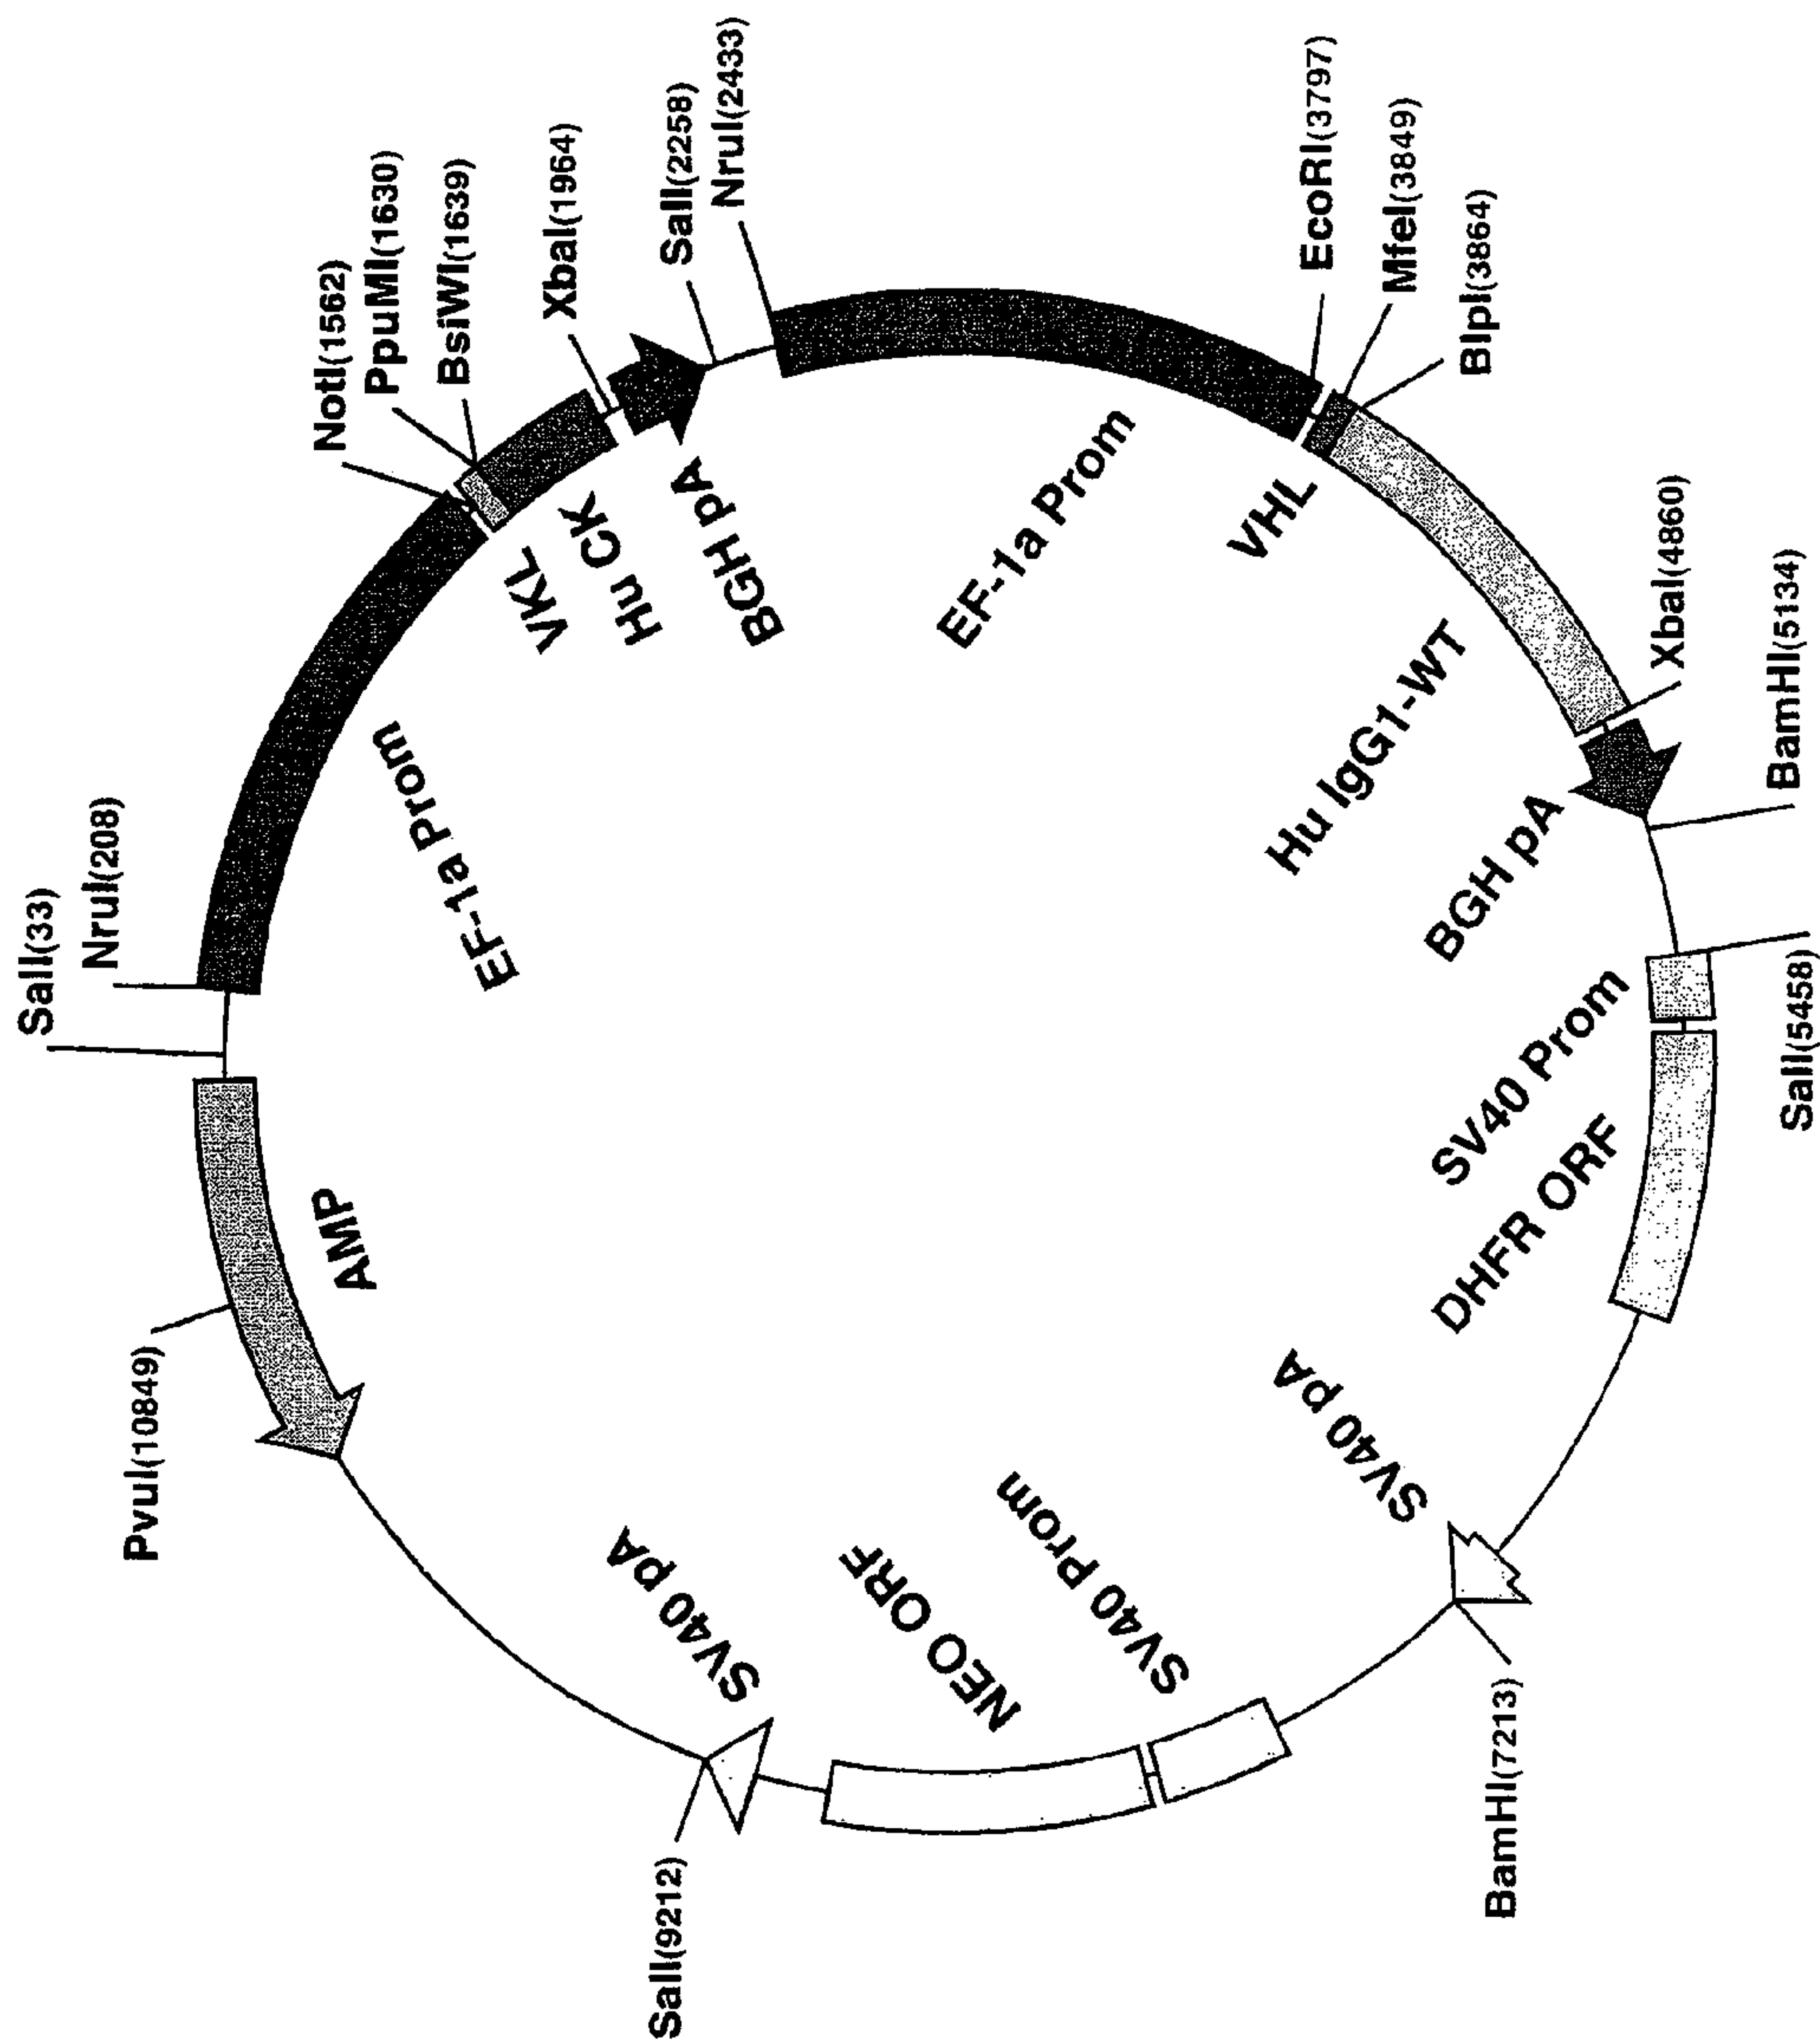 SalI(33)
NruI(208)
NotI(1562)
PpuMI(1630)
BsiWI(1639)
XbaI(1964)
SalI(2258)
NruI(2433)
EcoRI(3797)
MfeI(3849)
BlpI(3864)
XbaI(4860)
BamHI(5134)
SalI(5458)
BamHI(7213)
SalI(9212)
PvuI(10849)
EF-1a Prom
VKL
Hu CK
BGH pA
EF-1a Prom
VHL
Hu IgG1-WT
BGH pA
SV40 Prom
DHFR ORF
SV40 pA
SV40 Prom
NEO ORF
SV40 pA
AMP